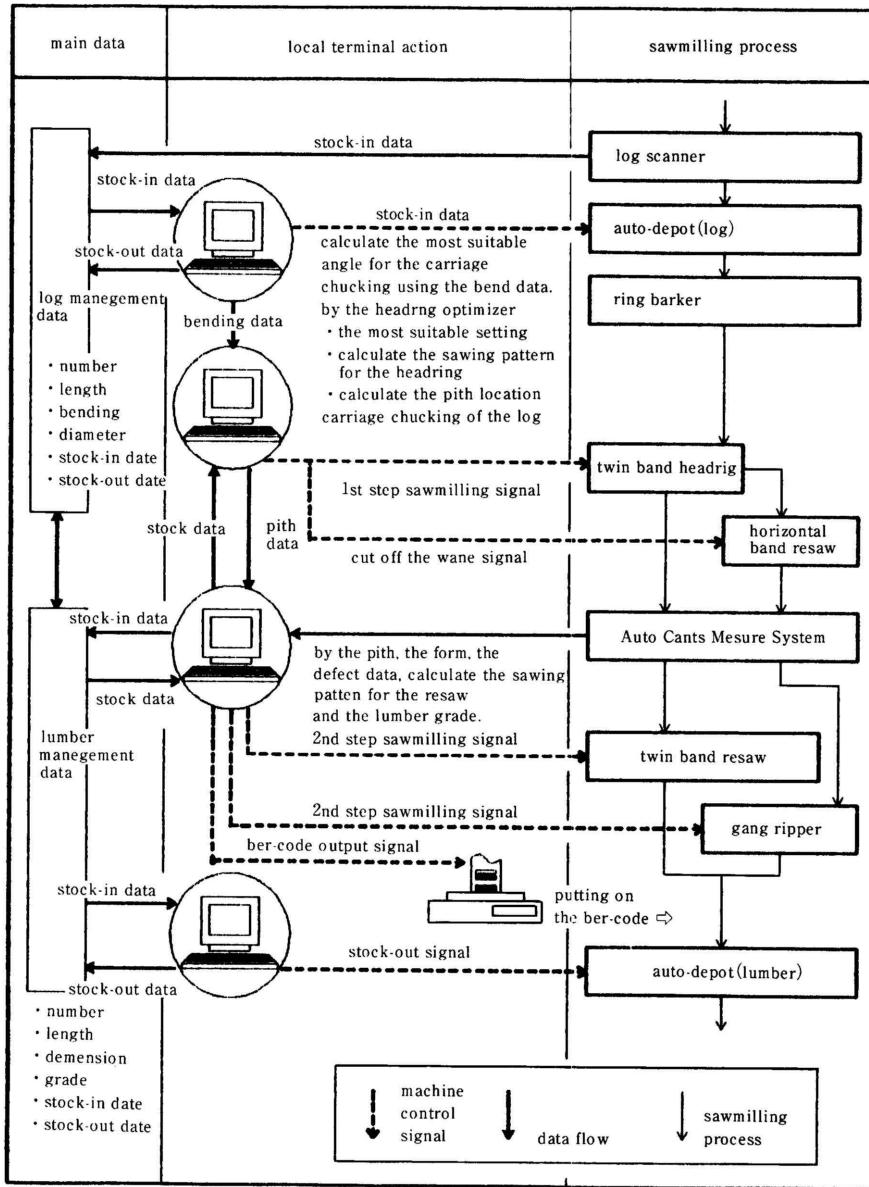 main data
local terminal action
sawmilling process
stock-in data
log scanner
stock-in data
stock-in data
auto-depot(log)
stock-out data
calculate the most suitable
angle for the carriage
chucking using the bend data.
by the headrng optimizer
the most suitable setting
・calculate the sawing pattern
for the headring
・calculate the pith location
carriage chucking of the log
ring barker
log management
data
・number
・length
・bending
・diameter
・stock-in date
・stock-out date
bending data
twin band headrig
1st step sawmilling signal
horizontal
band resaw
stock data
pith
data
cut off the wane signal
stock-in data
Auto Cants Mesure System
by the pith, the form, the
defect data, calculate the sawing
patten for the resaw
and the lumber grade.
stock data
lumber
manegement
data
2nd step sawmilling signal
twin band resaw
2nd step sawmilling signal
gang ripper
ber-code output signal
putting on
the ber-code ⇨
stock-in data
stock-out signal
auto-depot(lumber)
stock-out data
・number
・length
・demension
・grade
・stock-in date
・stock-out date
machine
control
signal
data flow
sawmilling
process